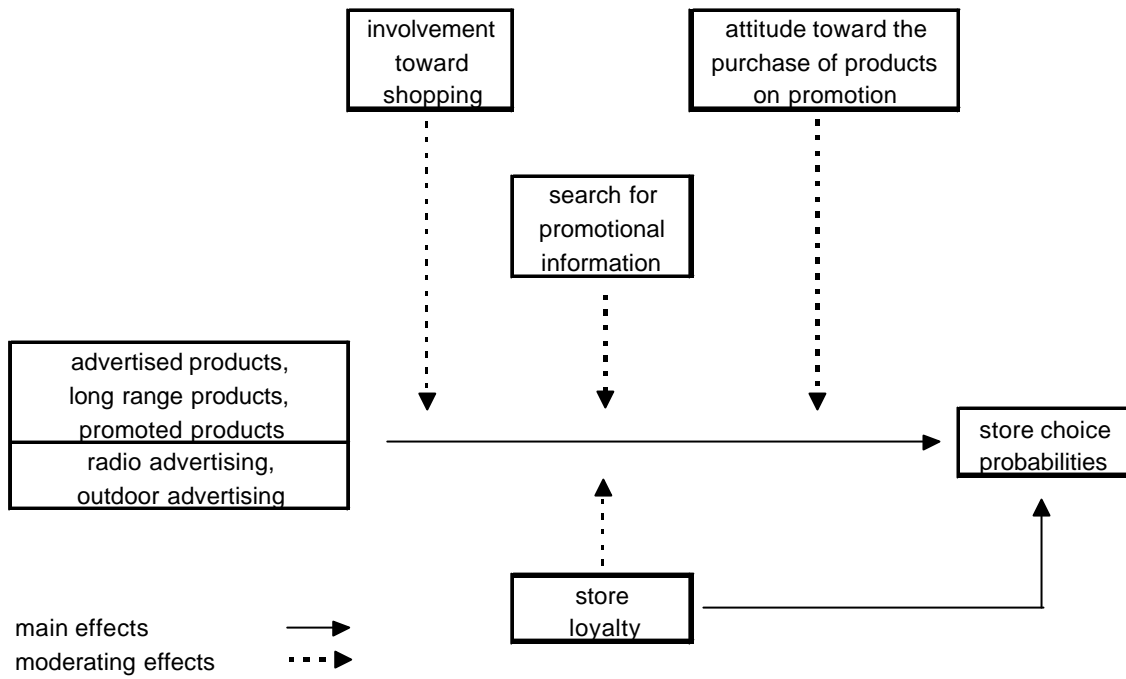 involvement
toward
shopping
attitude toward the
purchase of products
on promotion
search for
promotional
information
advertised products,
long range products,
promoted products
radio advertising,
outdoor advertising
store choice
probabilities
store
loyalty
main effects
moderating effects